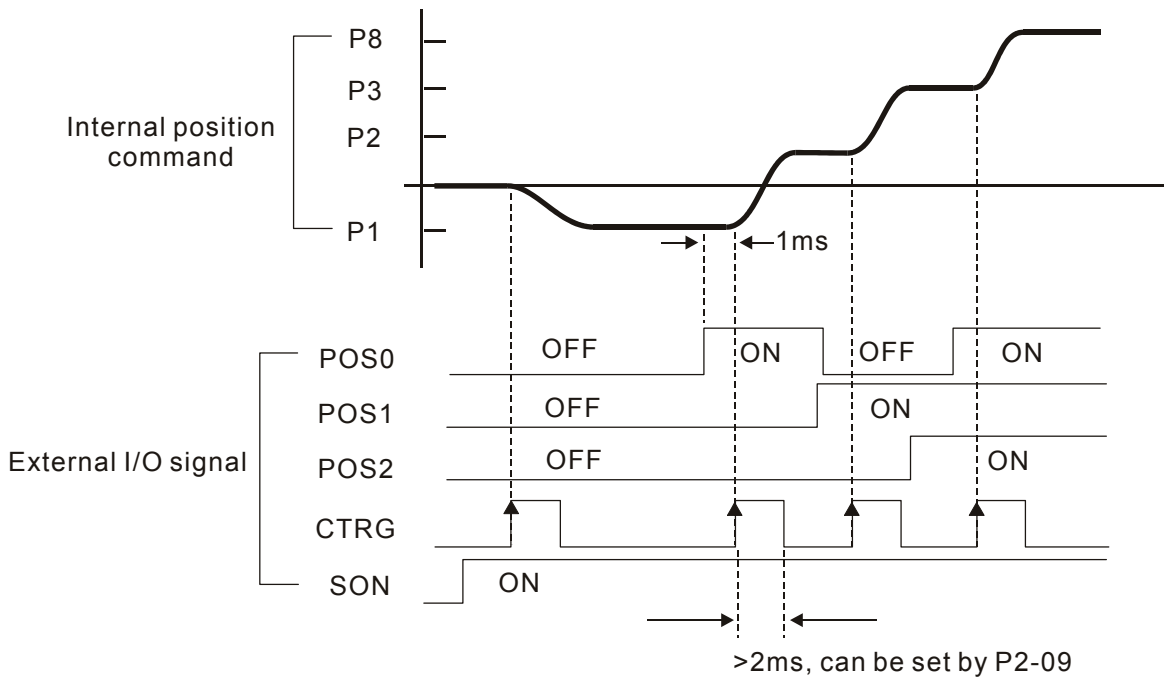 P8
P3
Internal position
command
P2
P1
1ms
POS0
OFF
ON
OFF
ON
POS1
OFF
ON
External I/O signal
POS2
OFF
ON
CTRG
SON
ON
>2ms, can be set by P2-09